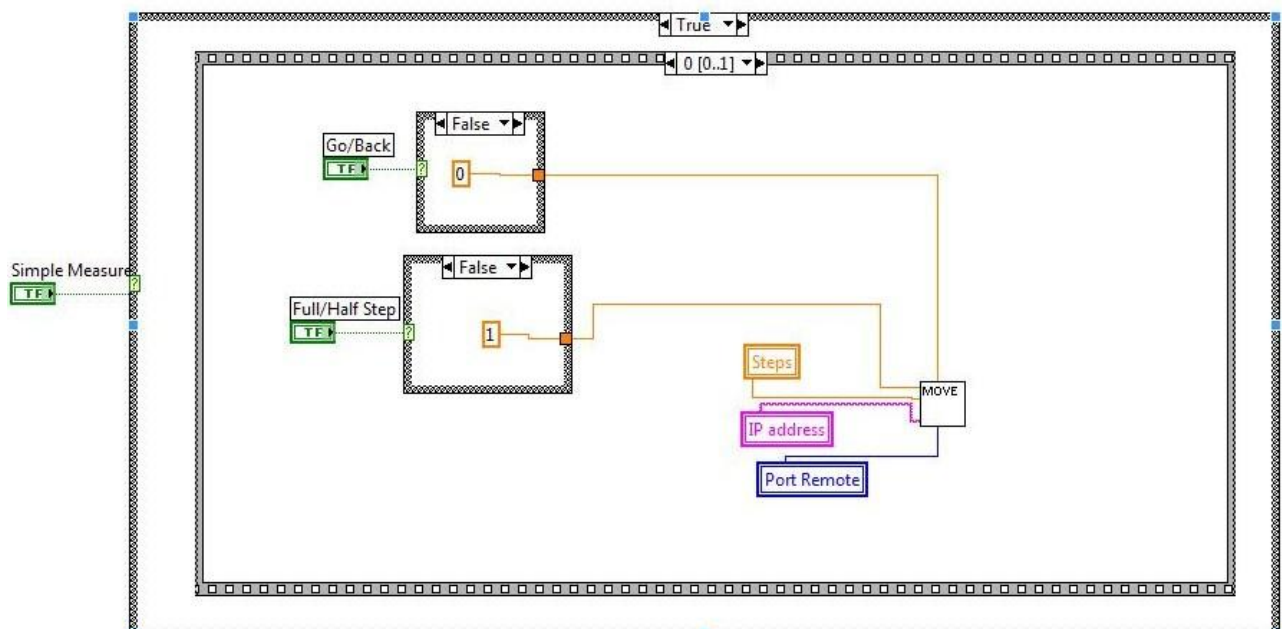 True
0 [0..1]
False
Go/Back
TF
?
0
False
Simple Measure
?
TF
Full/Half Step
TF
?
1
Steps
MOVE
IP address
Port Remote